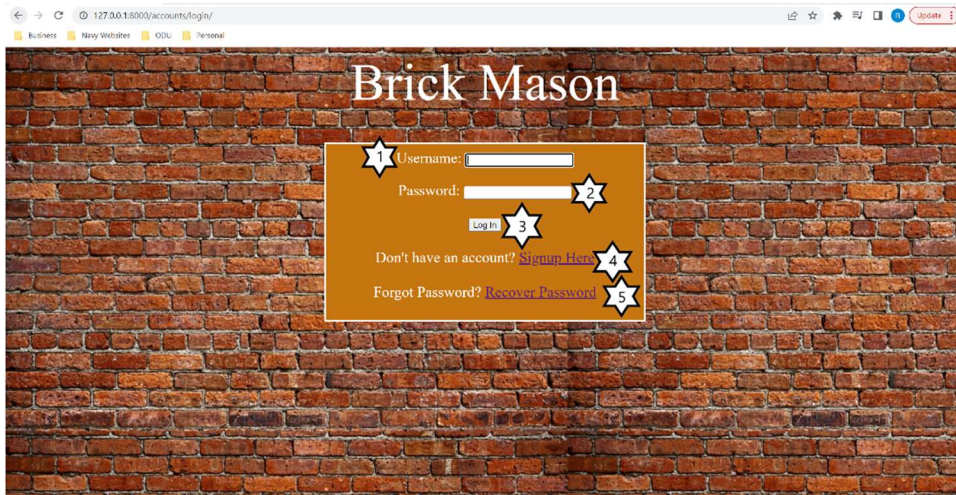 127.0.0.1:8000/accounts/login/
Update
Business Navy Websites ODU Personal
Brick Mason
1 Username:
Password: 2
Log In 3
Don't have an account? Signup Here 4
Forgot Password? Recover Password 5